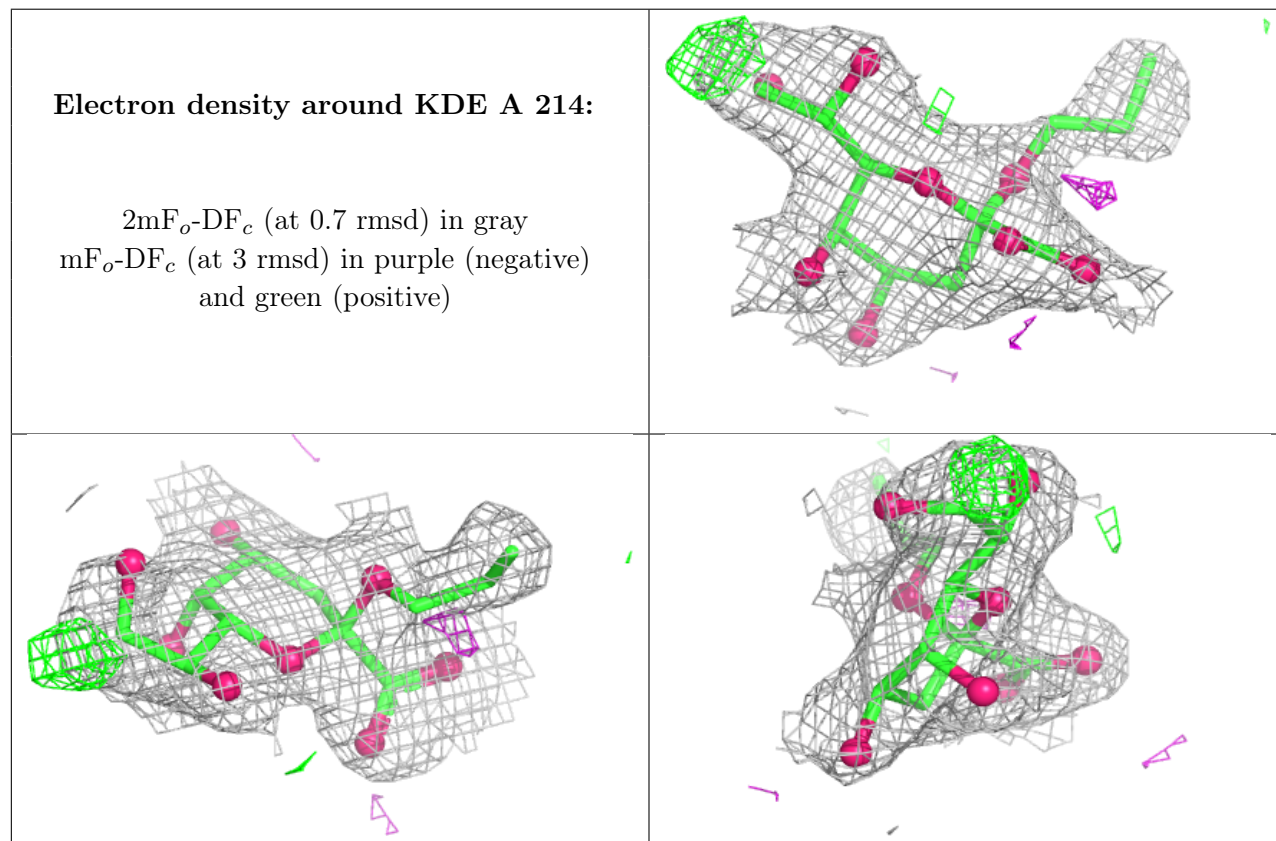 Electron density around KDE A 214:
2mFo-DFc (at 0.7 rmsd) in gray
mFo-DFc (at 3 rmsd) in purple (negative)
and green (positive)